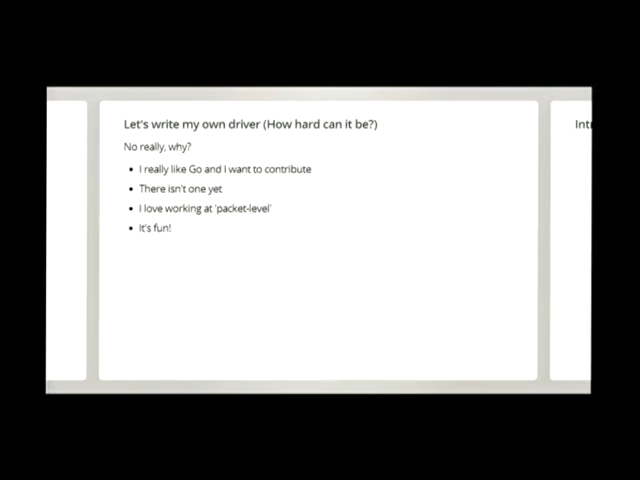 Let's write my own driver (How hard can it be?)
No really, why?
• I really like Go and I want to contribute
• There isn't one yet
• I love working at 'packet-level'
• It's fun!